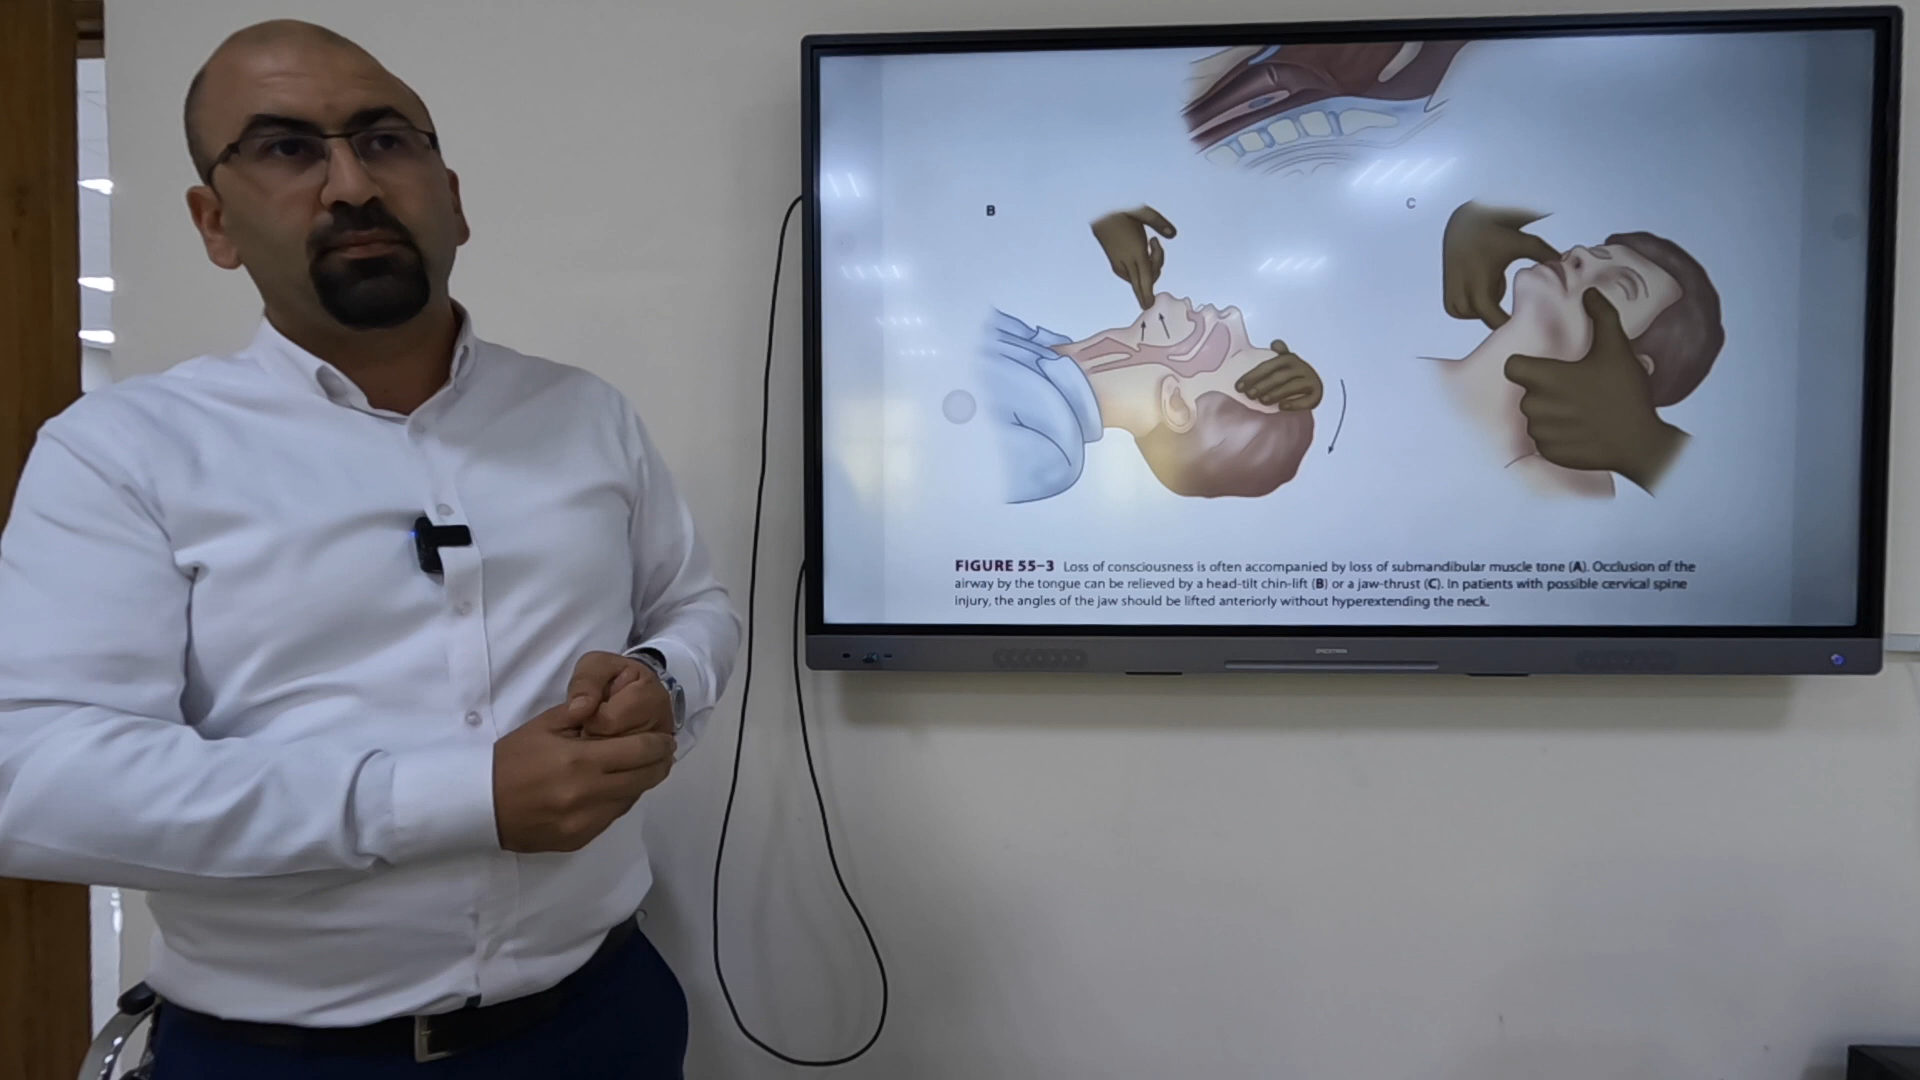 B
C
FIGURE 55–3 Loss of consciousness is often accompanied by loss of submandibular muscle tone (A). Occlusion of the
airway by the tongue can be relieved by a head-tilt chin-lift (B) or a jaw-thrust (C). In patients with possible cervical spine
injury, the angles of the jaw should be lifted anteriorly without hyperextending the neck.